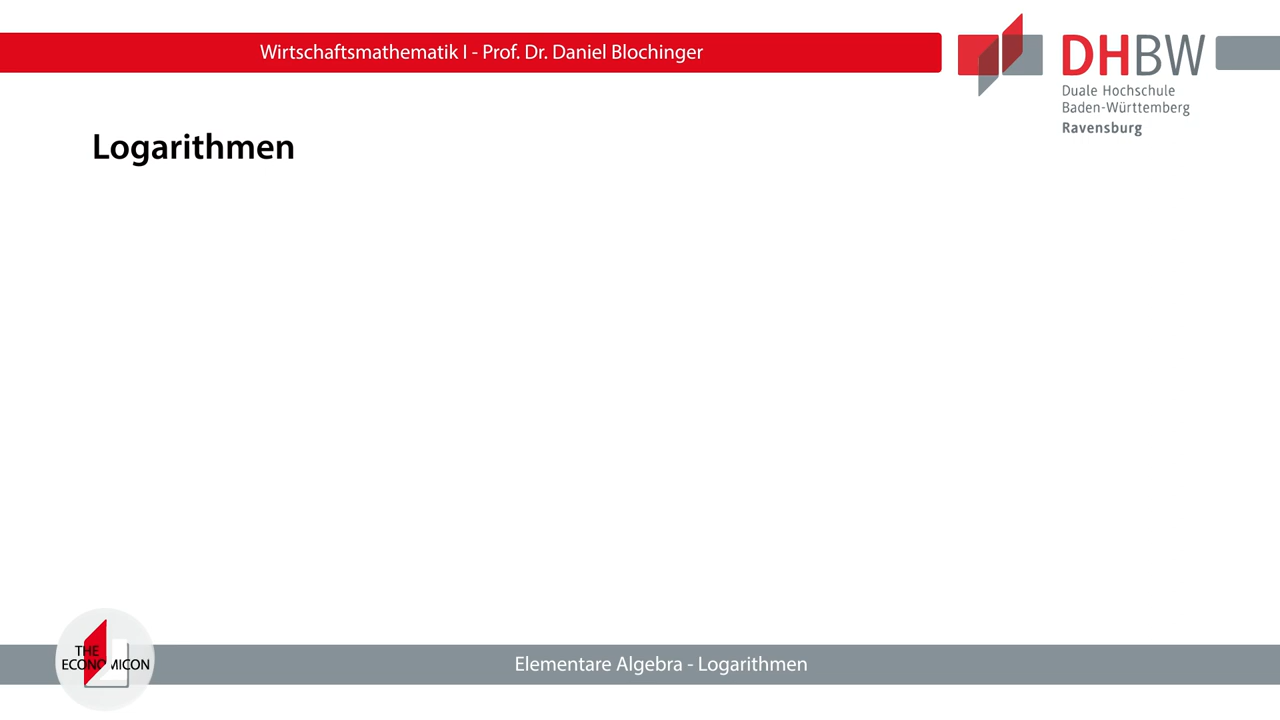 Wirtschaftsmathematik I - Prof. Dr. Daniel Blochinger
DHBW
Duale Hochschule
Baden-Württemberg
Ravensburg
Logarithmen
THE
ECONOMICON
Elementare Algebra - Logarithmen